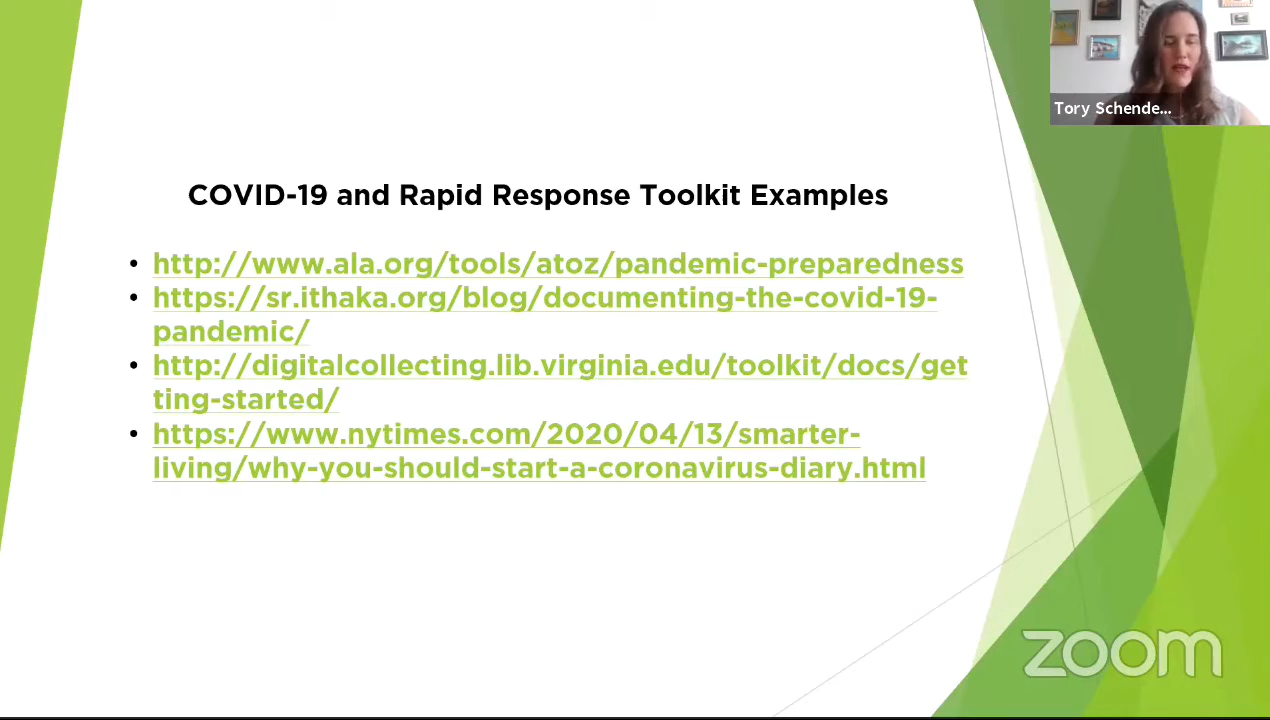 Tory Schende...
COVID-19 and Rapid Response Toolkit Examples
• http://www.ala.org/tools/atoz/pandemic-preparedness
• https://sr.ithaka.org/blog/documenting-the-covid-19-
pandemic/
• http://digitalcollecting.lib.virginia.edu/toolkit/docs/get
ting-started/
• https://www.nytimes.com/2020/04/13/smarter-
living/why-you-should-start-a-coronavirus-diary.html
zoom